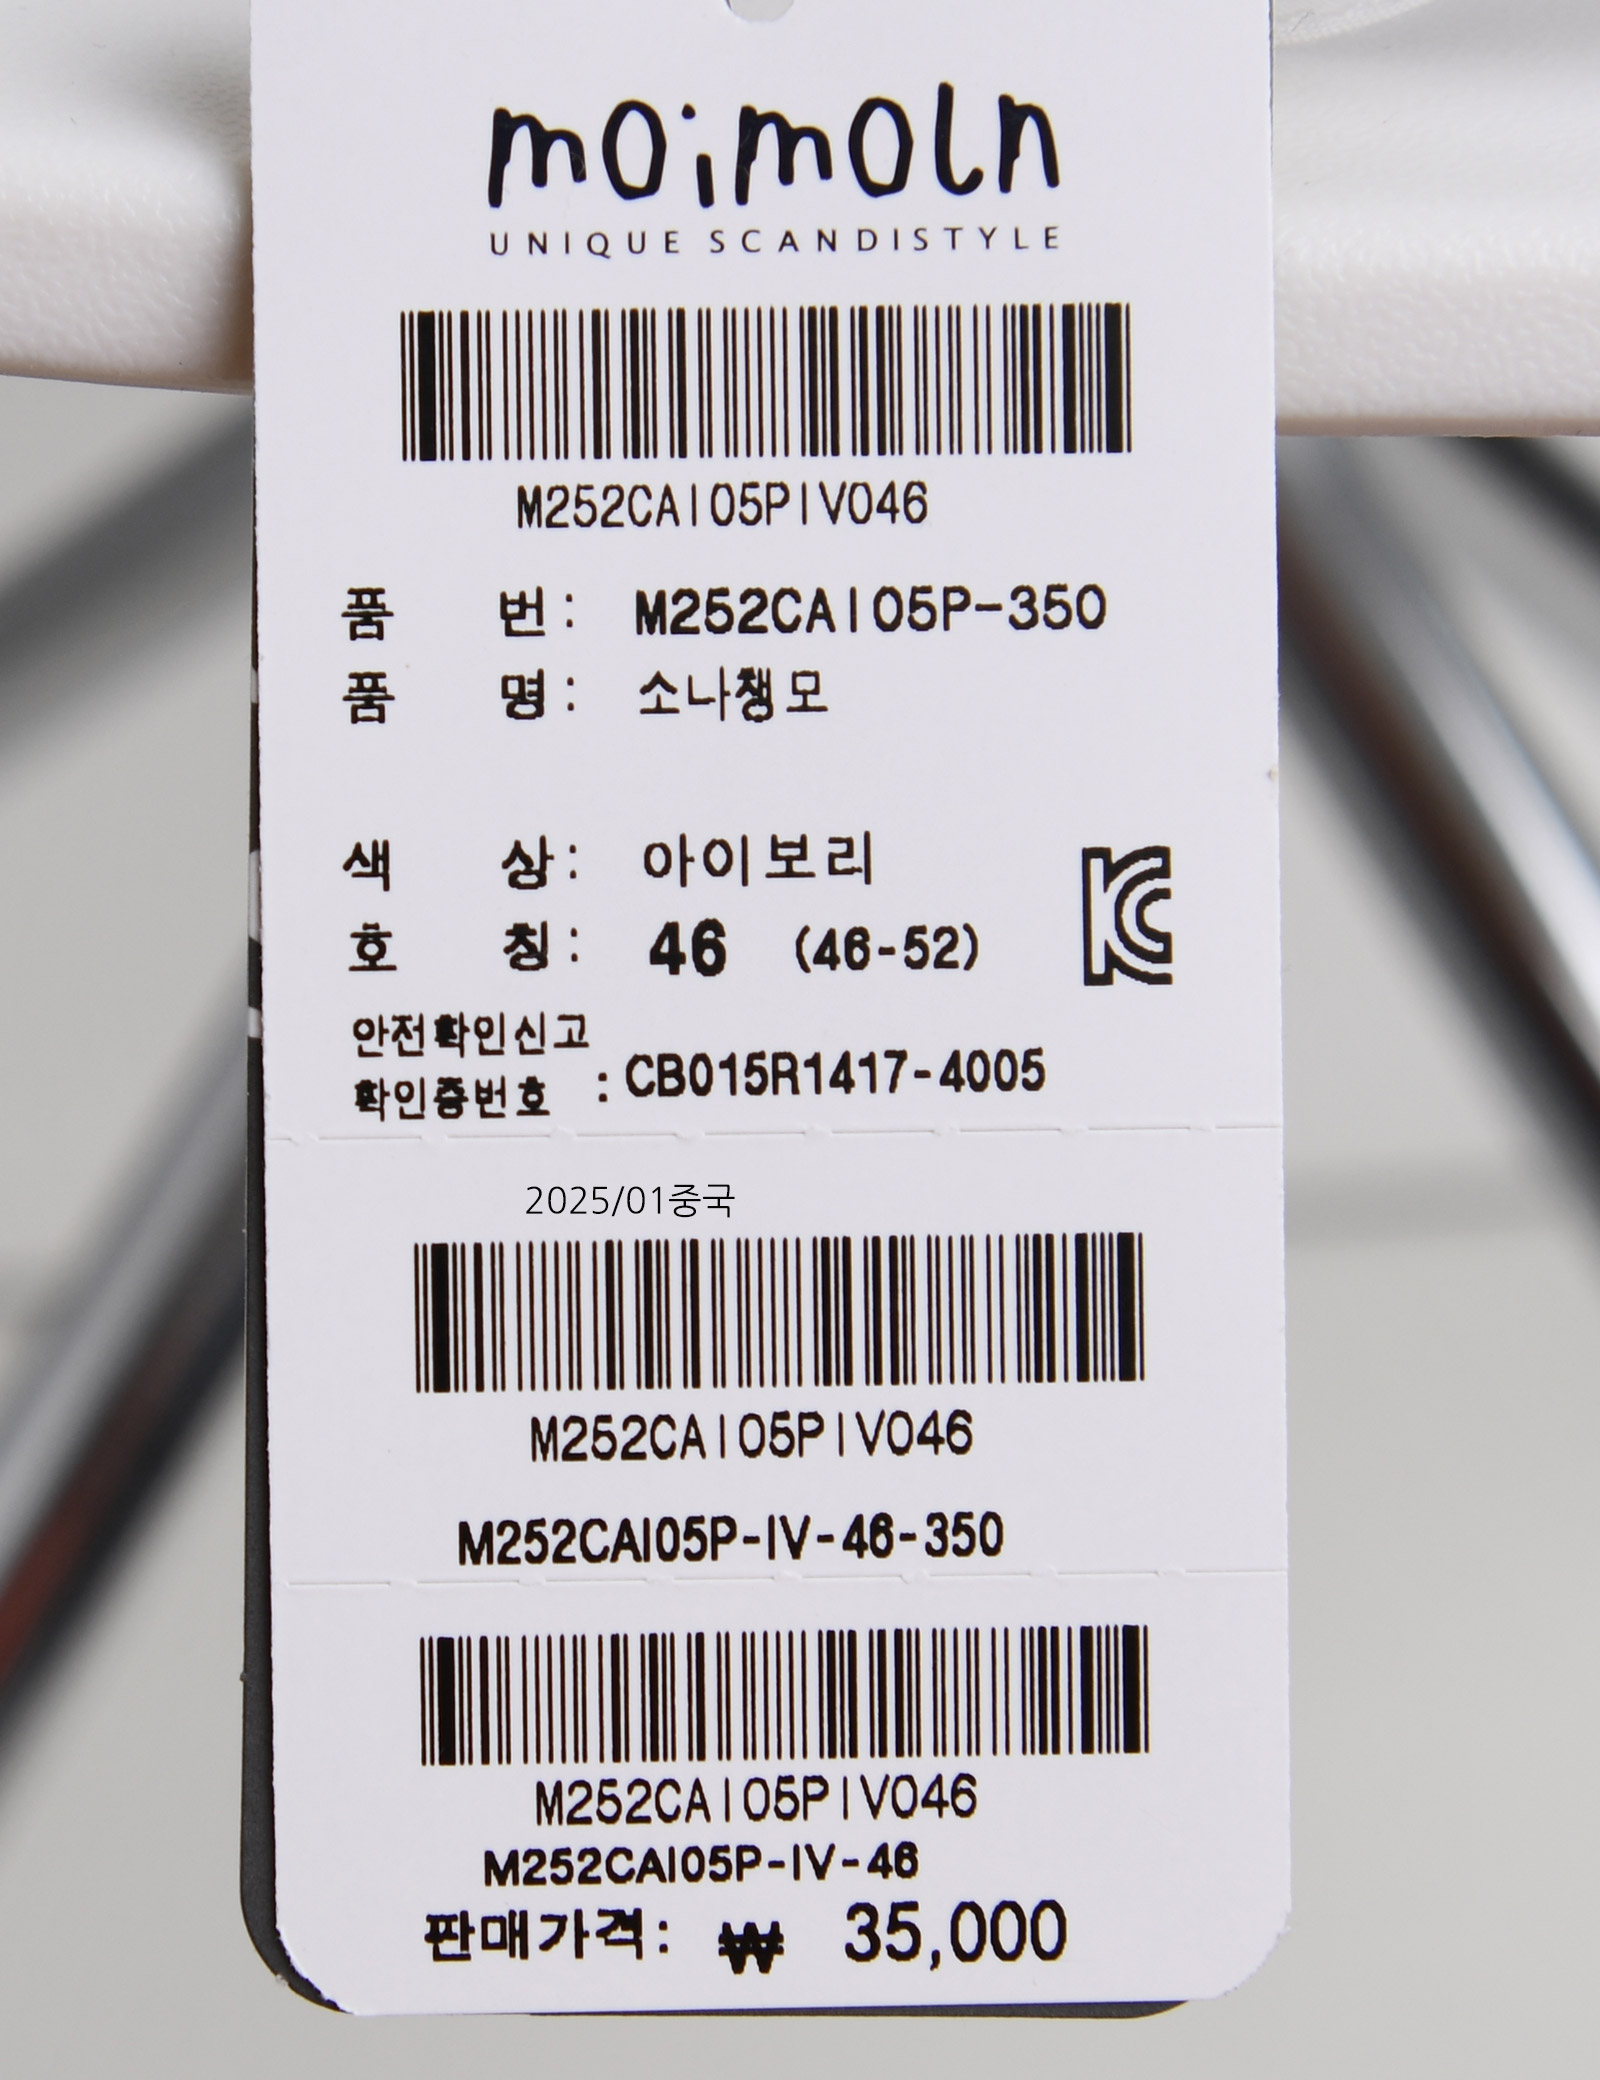 moimoln
UNIQUE SCANDISTYLE
M252CAI05PIV046
품 번 : M252CAI05P-350
품 명 : 소나챙모
색 상 : 아이보리
호 칭 : 46 (46-52)
안전확인신고
확인증번호 : CB015R1417-4005
2025/01중국
M252CAI05PIV046
M252CAI05P-IV-46-350
M252CAI05PIV046
M252CAI05P-IV-46
판매가격: ₩ 35,000